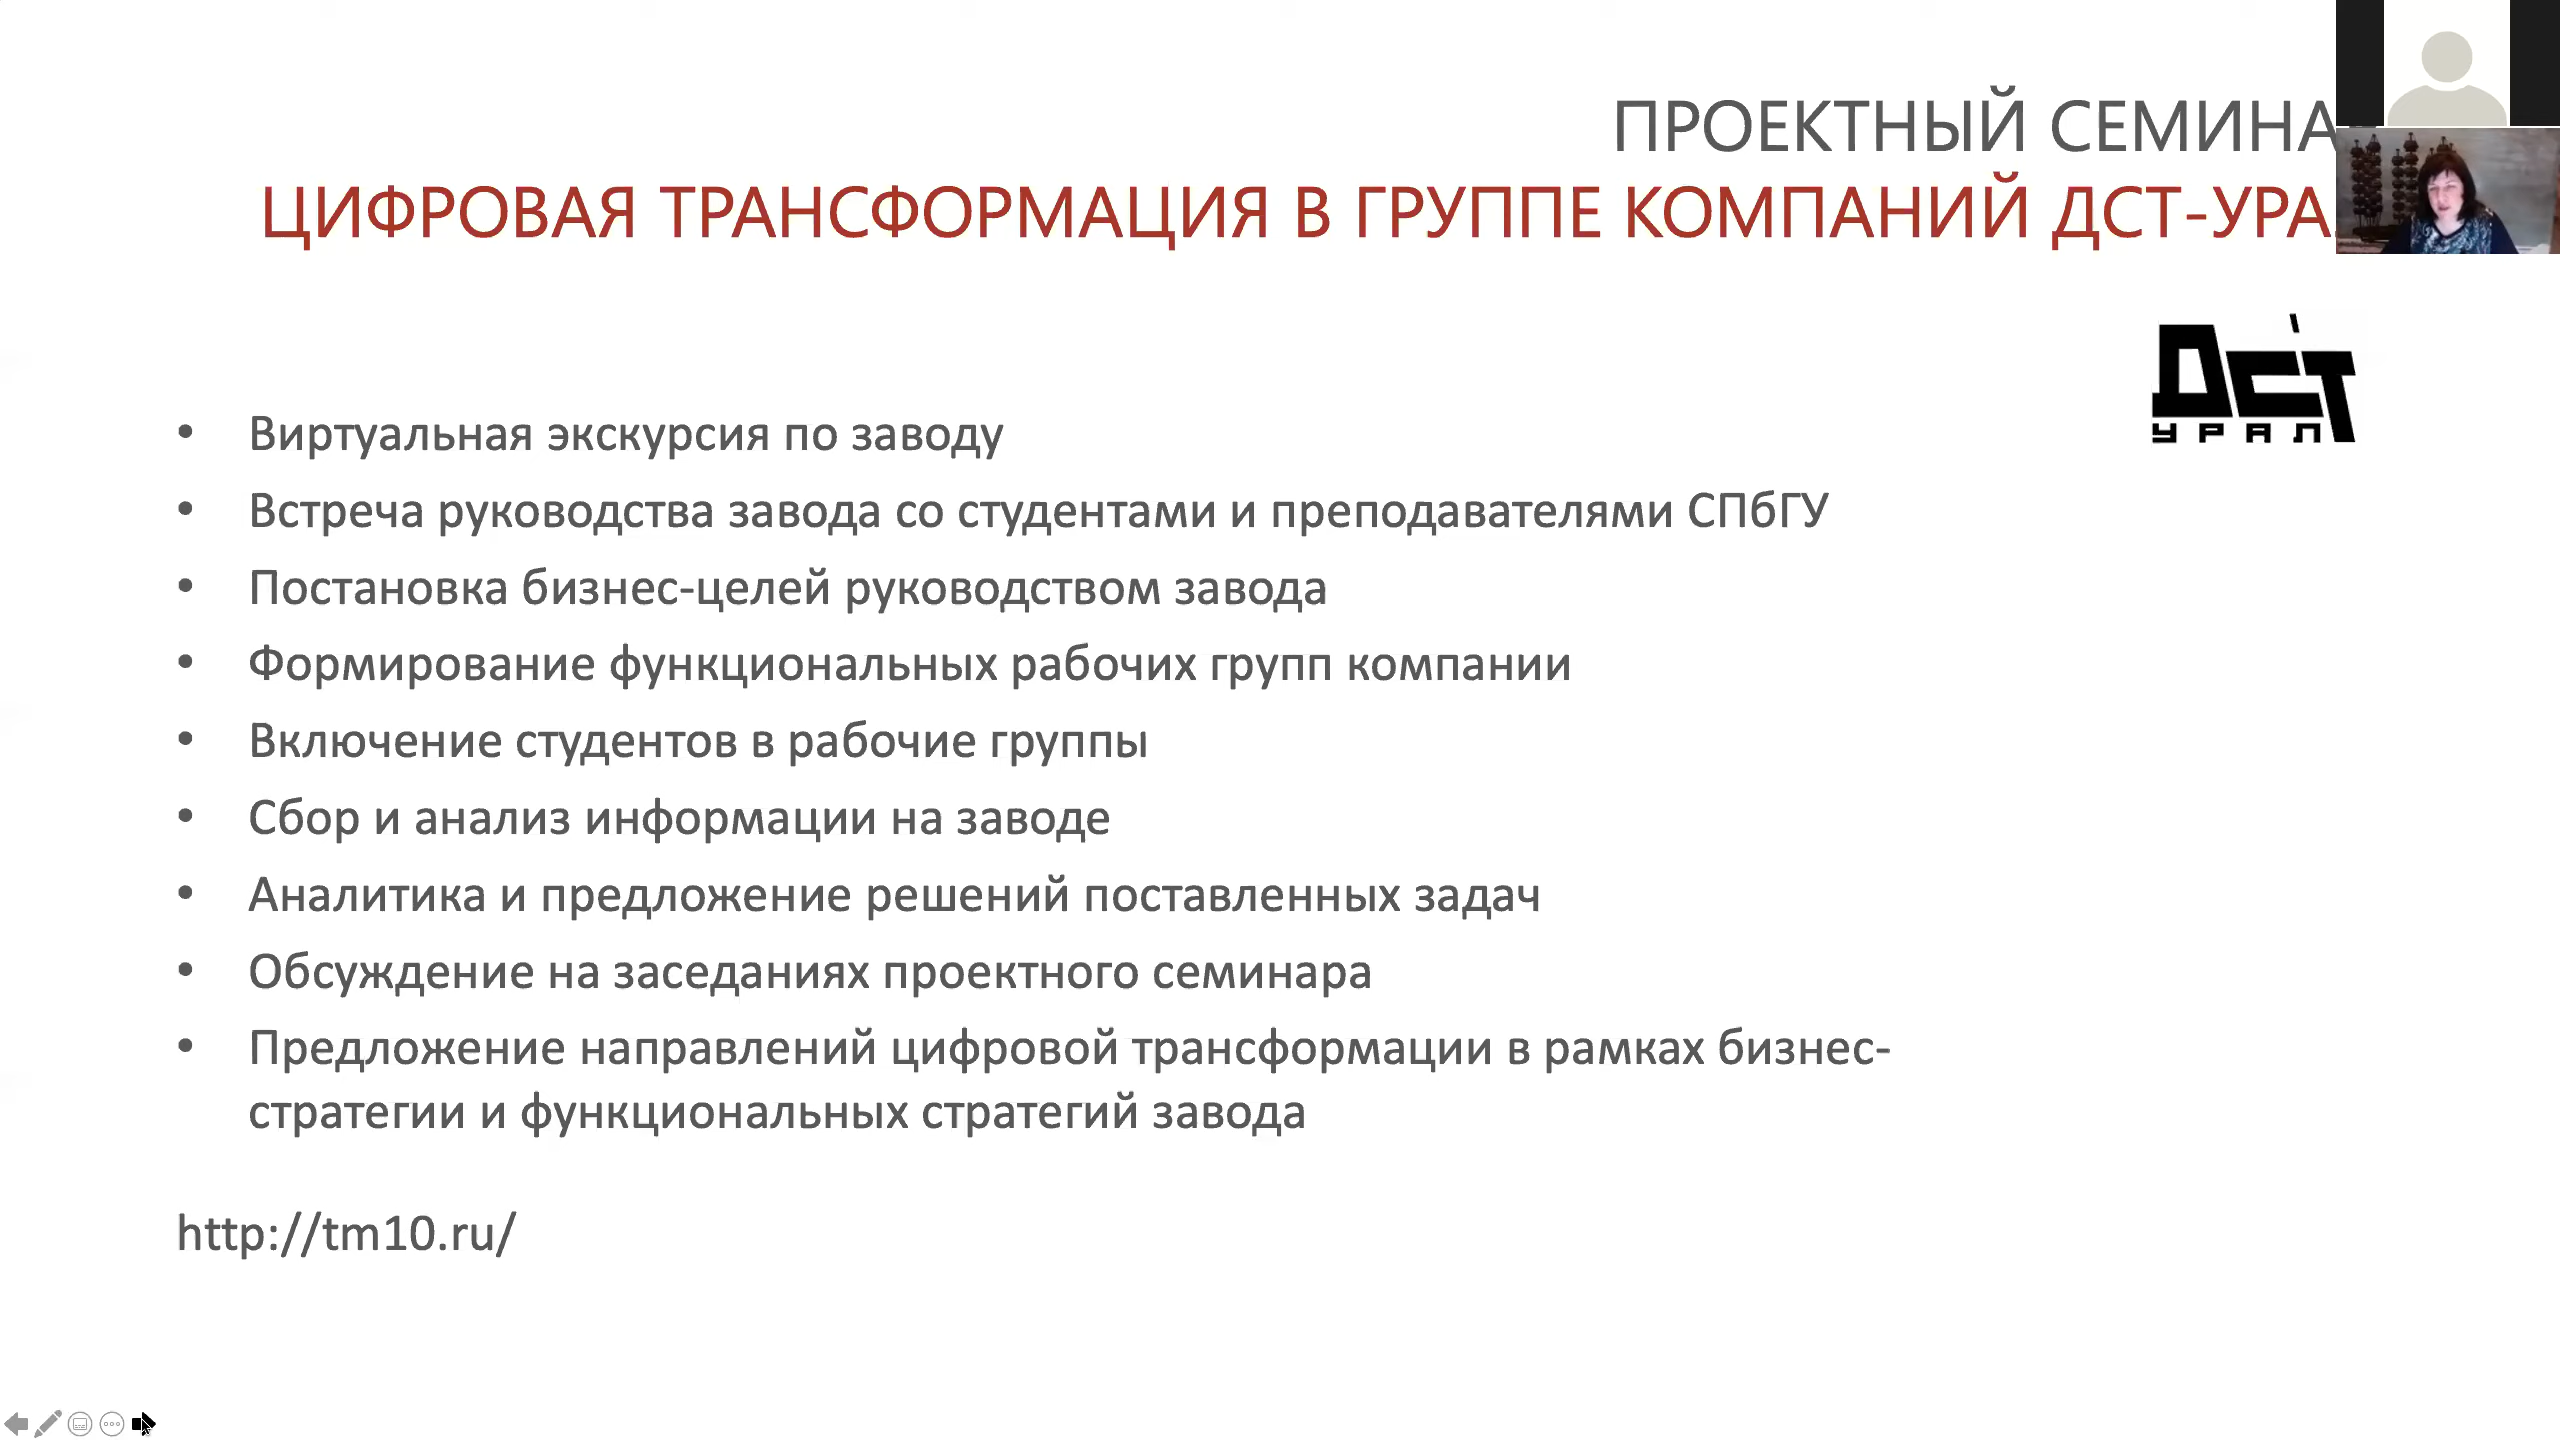 ПРОЕКТНЫЙ
ЦИФРОВАЯ ТРАНСФОРМАЦИЯ В ГРУППЕ КОМПАНИЙ
ДСТ
УРАЛ
• Виртуальная экскурсия по заводу
• Встреча руководства завода со студентами и преподавателями СПбГУ
• Постановка бизнес-целей руководством завода
• Формирование функциональных рабочих групп компании
• Включение студентов в рабочие группы
• Сбор и анализ информации на заводе
• Аналитика и предложение решений поставленных задач
• Обсуждение на заседаниях проектного семинара
• Предложение направлений цифровой трансформации в рамках бизнес-
стратегии и функциональных стратегий завода
http://tm10.ru/